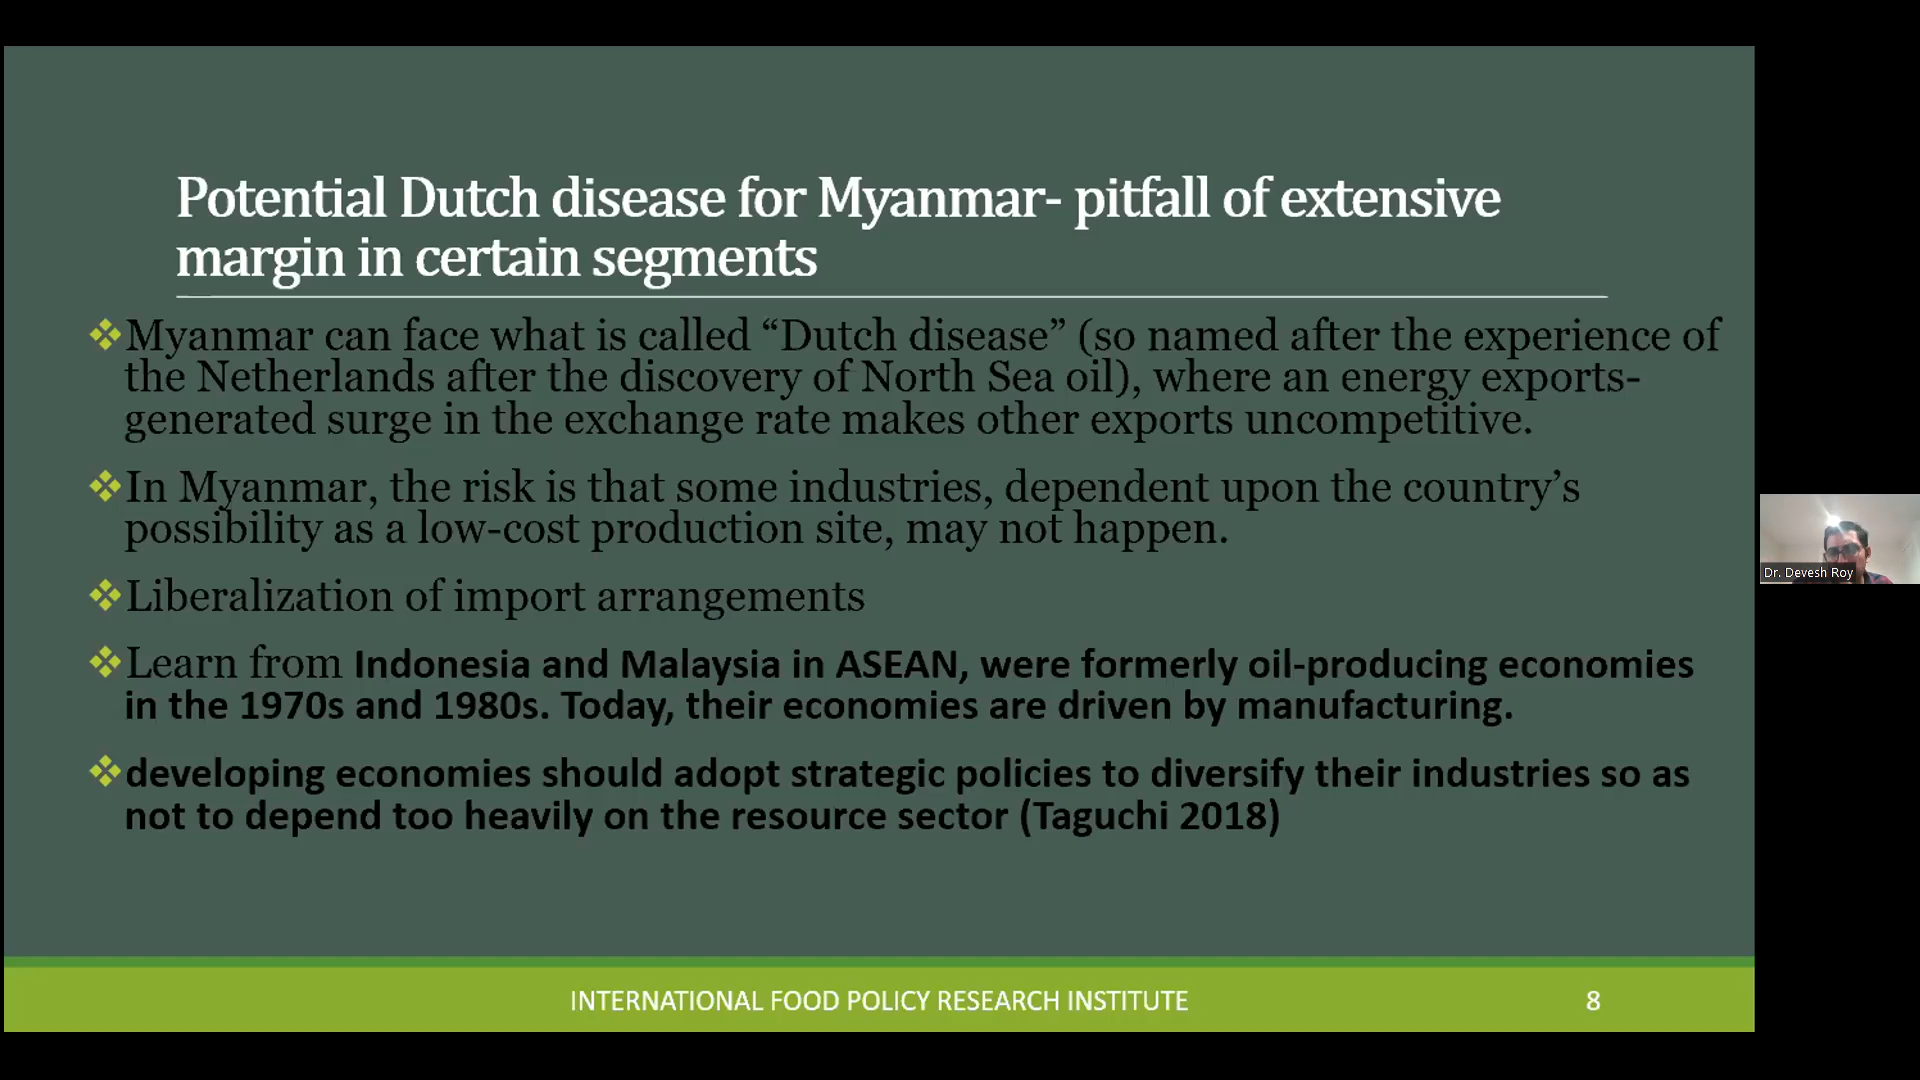 Potential Dutch disease for Myanmar- pitfall of extensive
margin in certain segments
Myanmar can face what is called “Dutch disease” (so named after the experience of
the Netherlands after the discovery of North Sea oil), where an energy exports-
generated surge in the exchange rate makes other exports uncompetitive.
In Myanmar, the risk is that some industries, dependent upon the country’s
possibility as a low-cost production site, may not happen.
Liberalization of import arrangements
Learn from Indonesia and Malaysia in ASEAN, were formerly oil-producing economies
in the 1970s and 1980s. Today, their economies are driven by manufacturing.
developing economies should adopt strategic policies to diversify their industries so as
not to depend too heavily on the resource sector (Taguchi 2018)
INTERNATIONAL FOOD POLICY RESEARCH INSTITUTE
8
Dr. Devesh Roy